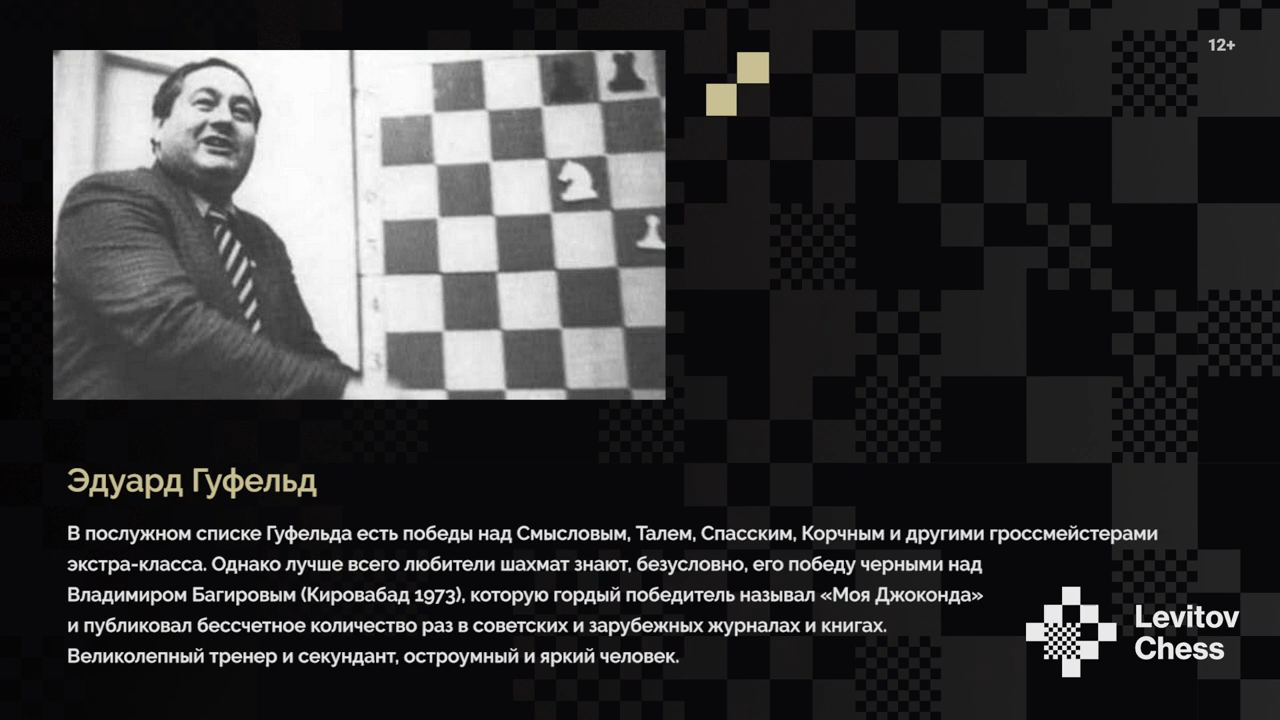 12+
Эдуард Гуфельд
В послужном списке Гуфельда есть победы над Смысловым, Талем, Спасским, Корчным и другими гроссмейстерами
экстра-класса. Однако лучше всего любители шахмат знают, безусловно, его победу черными над
Владимиром Багировым (Кировабад 1973), которую гордый победитель называл «Моя Джоконда»
и публиковал бессчетное количество раз в советских и зарубежных журналах и книгах.
Великолепный тренер и секундант, остроумный и яркий человек.
Levitov
Chess